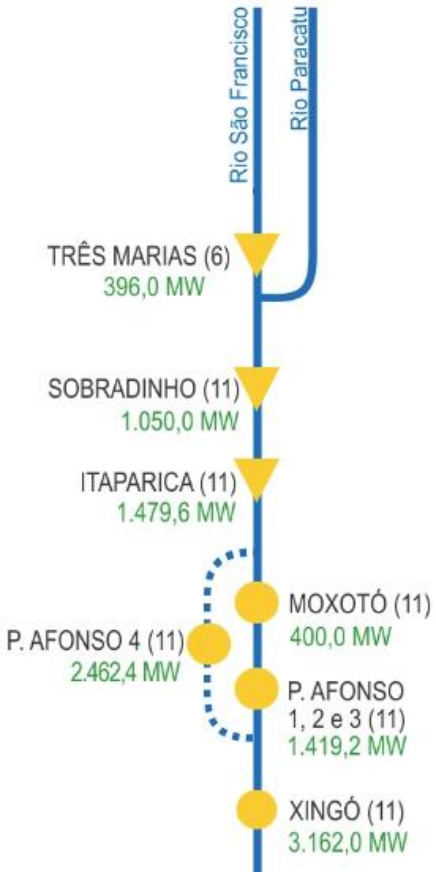 Rio São Francisco
Rio Paracatu
TRÊS MARIAS (6)
396,0 MW
SOBRADINHO (11)
1.050,0 MW
ITAPARICA (11)
1.479,6 MW
MOXOTÓ (11)
400,0 MW
P. AFONSO 4 (11)
2.462,4 MW
P. AFONSO
1, 2 e 3 (11)
1.419,2 MW
XINGÓ (11)
3.162,0 MW